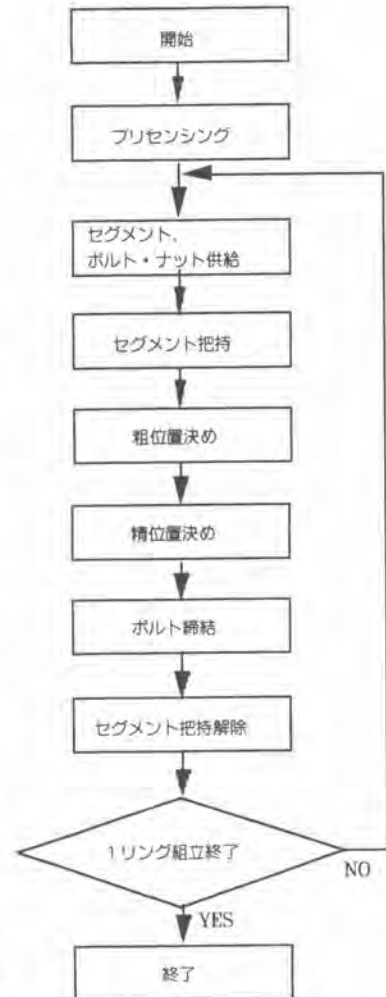 開始
プリセンシング
セグメント、
ボルト・ナット供給
セグメント把持
粗位置決め
精位置決め
ボルト締結
セグメント把持解除
1リング組立終了
NO
YES
終了